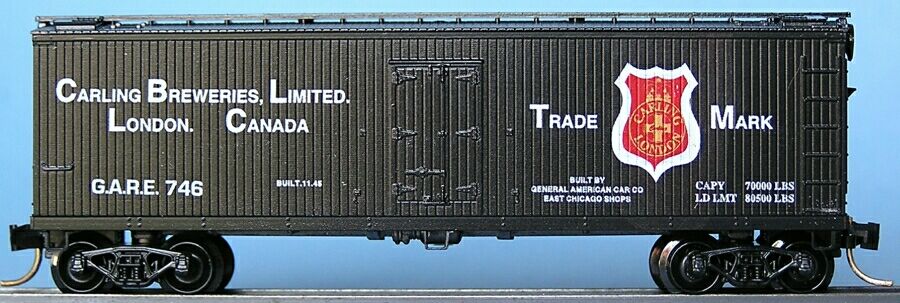 CARLING BREWERIES, LIMITED.
LONDON. CANADA
G.A.R.E. 746
BUILT.11.45
TRADE MARK
CARLING
LONDON
BUILT BY
GENERAL AMERICAN CAR CO
EAST CHICAGO SHOPS
CAPY 70000 LBS
LD LMT 80500 LBS